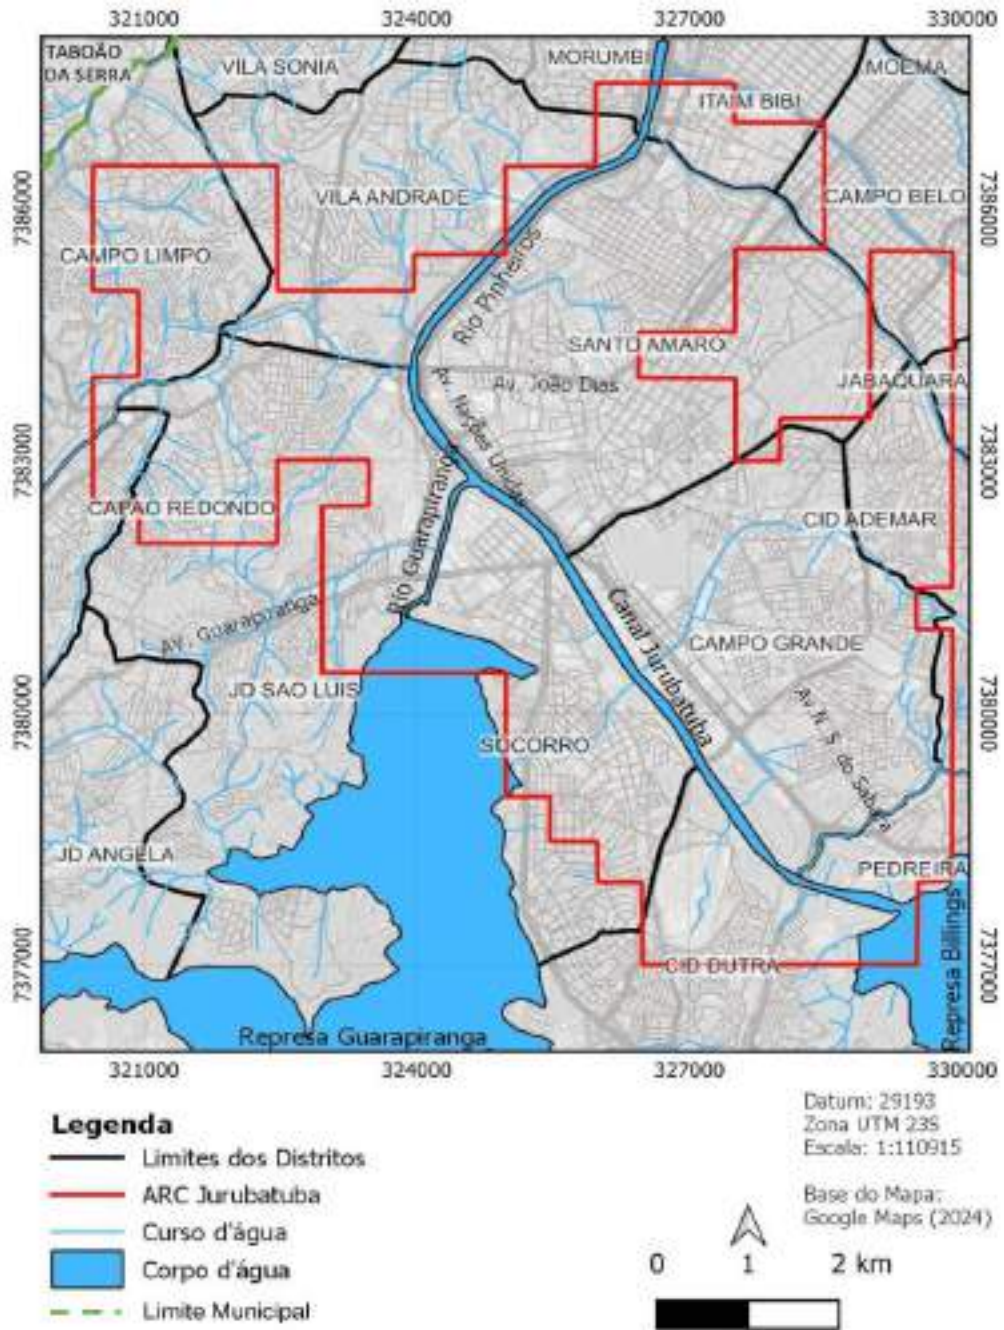 321000 324000 327000 330000
TABOÃO
DA SERRA
VILA SONIA
MORUMBI
MOEMA
ITAIM BIBI
7386000
VILA ANDRADE
CAMPO BELO
7386000
CAMPO LIMPO
Rio Pinheiros
SANTO AMARO
Av. João Dias
JABAQUARA
Av. Nações Unidas
7383000
7383000
CAPAO REDONDO
CID ADEMAR
Rio Guarapiranga
Av. Guarapiranga
Canal Jurubatuba
CAMPO GRANDE
JD SAO LUIS
7380000
7380000
SOCORRO
Av. N. S. do Sabara
JD ANGELA
PEDREIRA
7377000
7377000
CID DUTRA
Represa Billings
Represa Guarapiranga
321000 324000 327000 330000
Legenda
Limites dos Distritos
ARC Jurubatuba
Curso d'água
Corpo d'água
Limite Municipal
Datum: 29193
Zona UTM 23S
Escala: 1:110915
Base do Mapa:
Google Maps (2024)
0 1 2 km